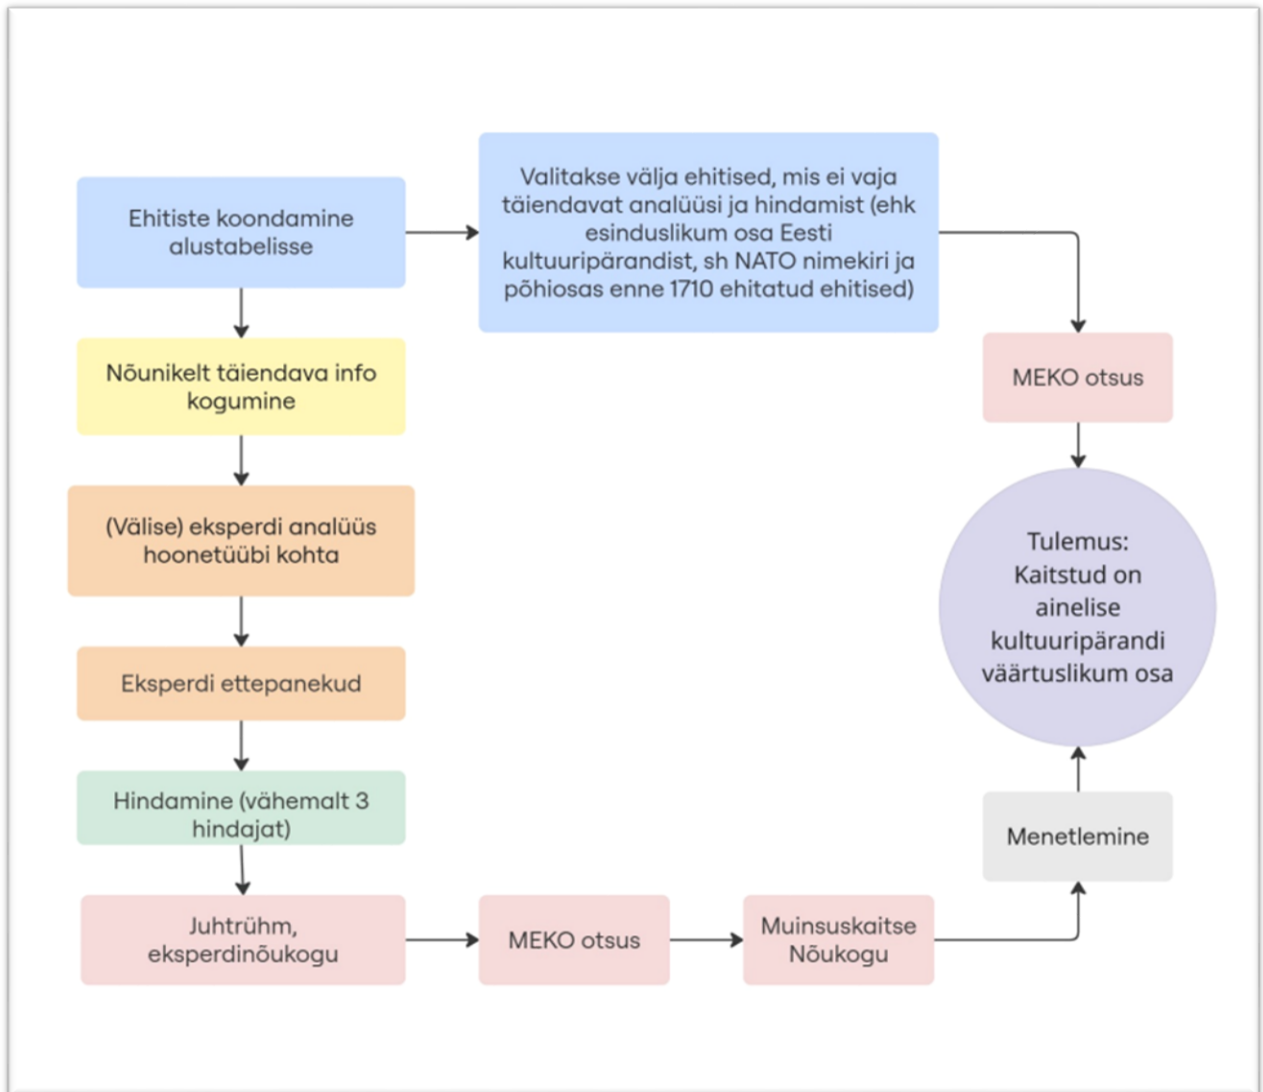 Ehitiste koondamine
alustabelisse
Valitakse välja ehitised, mis ei vaja
täiendavat analüüsi ja hindamist (ehk
esinduslikum osa Eesti
kultuuripärandist, sh NATO nimekiri ja
põhiosas enne 1710 ehitatud ehitised)
Nõunikelt täiendava info
kogumine
MEKO otsus
(Välise) eksperdi analüüs
hoonetüübi kohta
Tulemus:
Kaitstud on
ainelise
kultuuripärandi
väärtuslikum osa
Eksperdi ettepanekud
Hindamine (vähemalt 3
hindajat)
Menetlemine
Juhtrühm,
eksperdinõukogu
MEKO otsus
Muinsuskaitse
Nõukogu